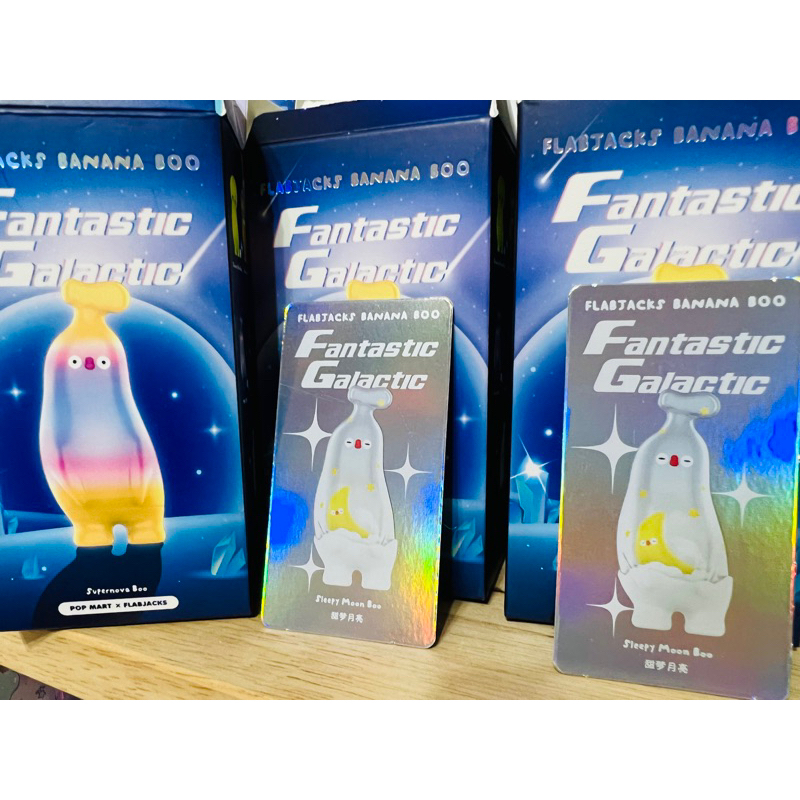 ACKS BANANA BOO
Fantastic
Galactic
Supernova Boo
POP MART × FLABJACKS
FLABJACKS BANANA BOO
Fantastic
Galactic
FLABJACKS BANANA BOO
Fantastic
Galactic
Sleepy Moon Boo
甜梦月亮
FLABJACKS BANANA B
Fantastic
Galactic
FLABJACKS BANANA BOO
Fantastic
Galactic
Sleepy Moon Boo
甜梦月亮